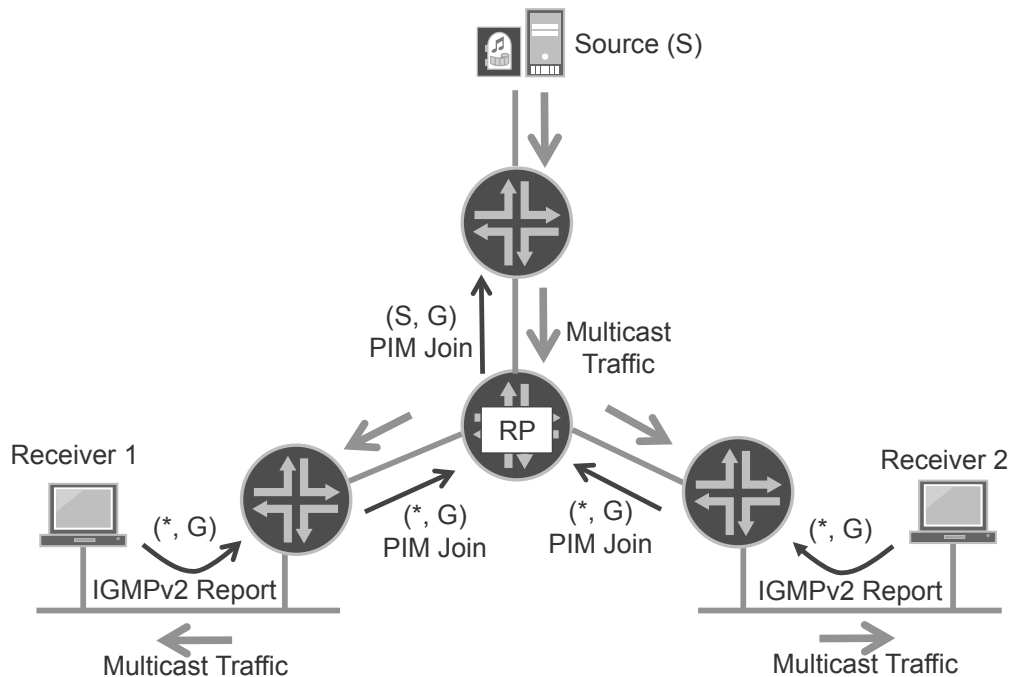 Source (S)
(S, G)
PIM Join
Multicast
Traffic
RP
Receiver 1
Receiver 2
(*, G)
IGMPv2 Report
(*, G)
PIM Join
(*, G)
PIM Join
(*, G)
IGMPv2 Report
Multicast Traffic
Multicast Traffic